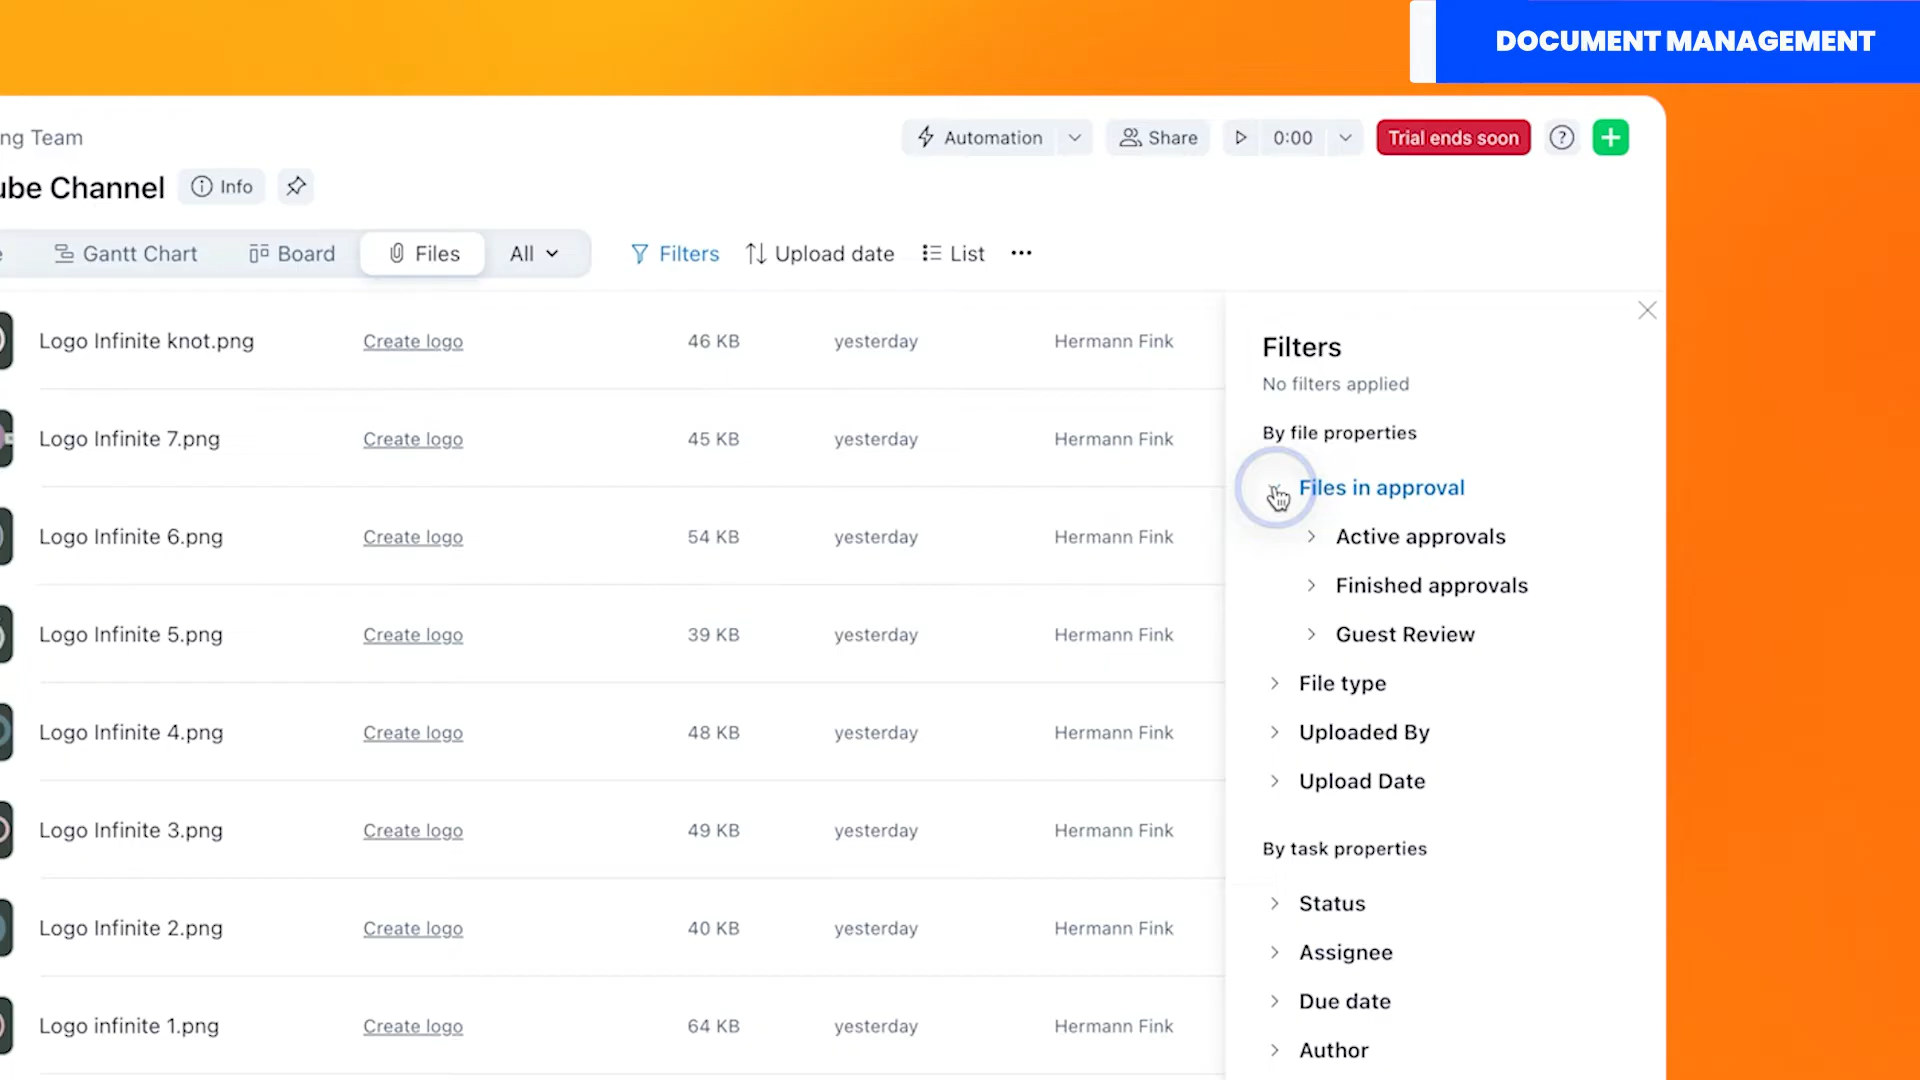 DOCUMENT MANAGEMENT
ng Team
Automation
Share
0:00
Trial ends soon
ube Channel
Info
Gantt Chart
Board
Files
All
Filters
Upload date
List
Logo Infinite knot.png Create logo 46 KB yesterday Hermann Fink
Logo Infinite 7.png Create logo 45 KB yesterday Hermann Fink
Logo Infinite 6.png Create logo 54 KB yesterday Hermann Fink
Logo Infinite 5.png Create logo 39 KB yesterday Hermann Fink
Logo Infinite 4.png Create logo 48 KB yesterday Hermann Fink
Logo Infinite 3.png Create logo 49 KB yesterday Hermann Fink
Logo Infinite 2.png Create logo 40 KB yesterday Hermann Fink
Logo infinite 1.png Create logo 64 KB yesterday Hermann Fink
Filters
No filters applied
By file properties
Files in approval
Active approvals
Finished approvals
Guest Review
File type
Uploaded By
Upload Date
By task properties
Status
Assignee
Due date
Author